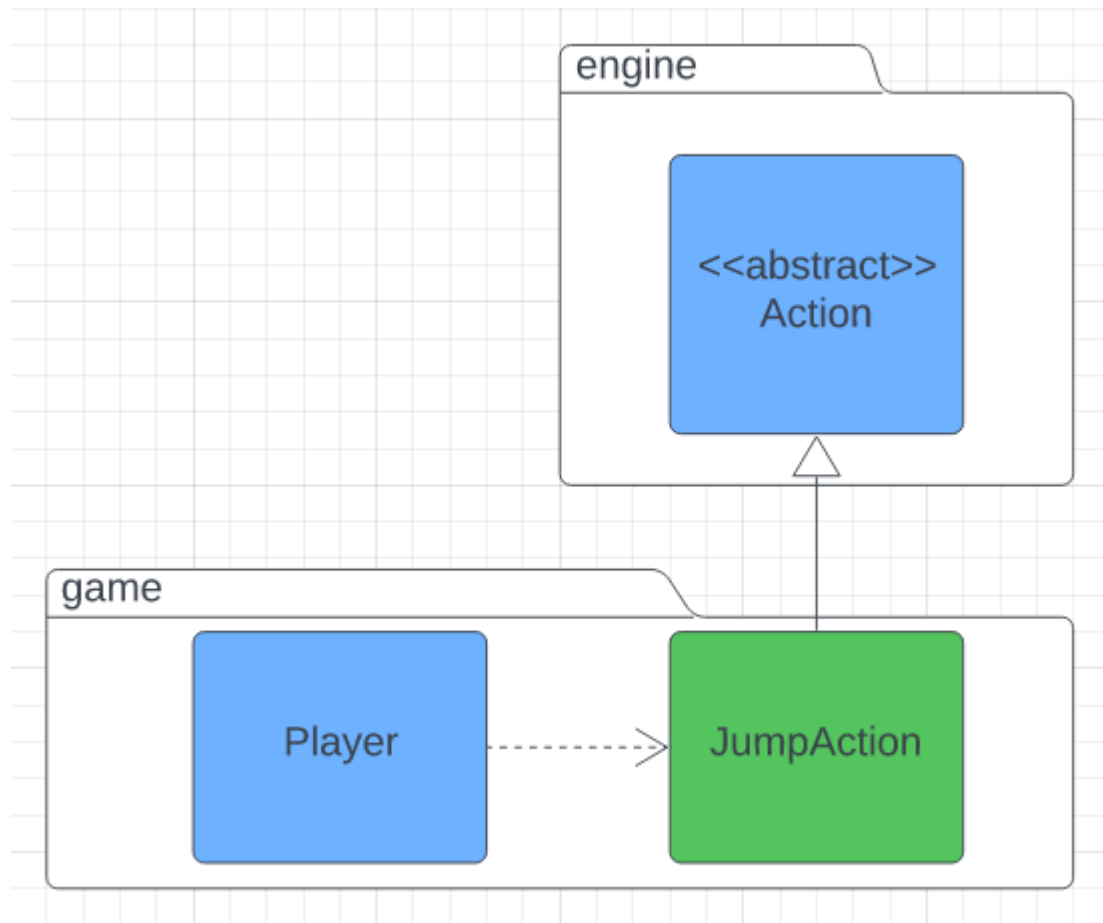 engine
<<abstract>>
Action
game
Player
JumpAction